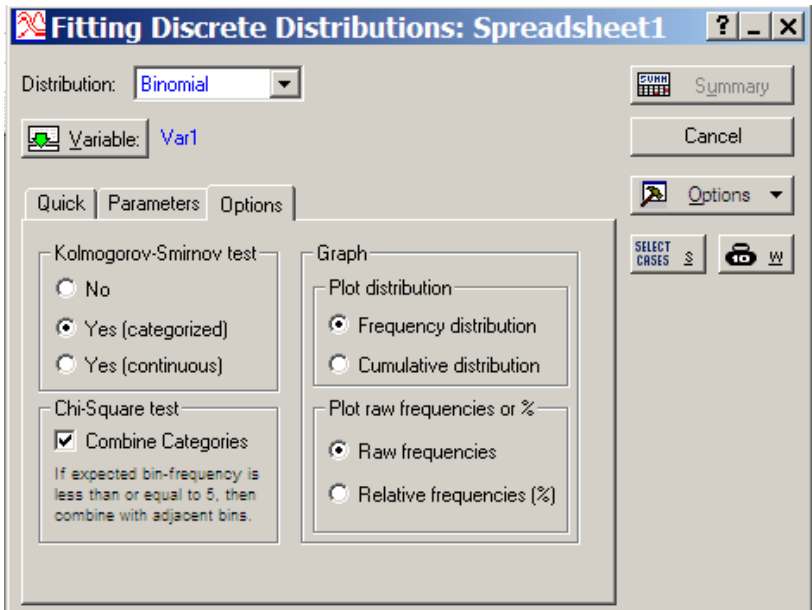 Fitting Discrete Distributions: Spreadsheet1
Distribution: Binomial
Summary
Variable: Var1
Cancel
Options
Quick Parameters Options
SELECT CASES S
W
Kolmogorov-Smirnov test
No
Yes (categorized)
Yes (continuous)
Chi-Square test
Combine Categories
If expected bin-frequency is
less than or equal to 5, then
combine with adjacent bins.
Graph
Plot distribution
Frequency distribution
Cumulative distribution
Plot raw frequencies or %
Raw frequencies
Relative frequencies (%)